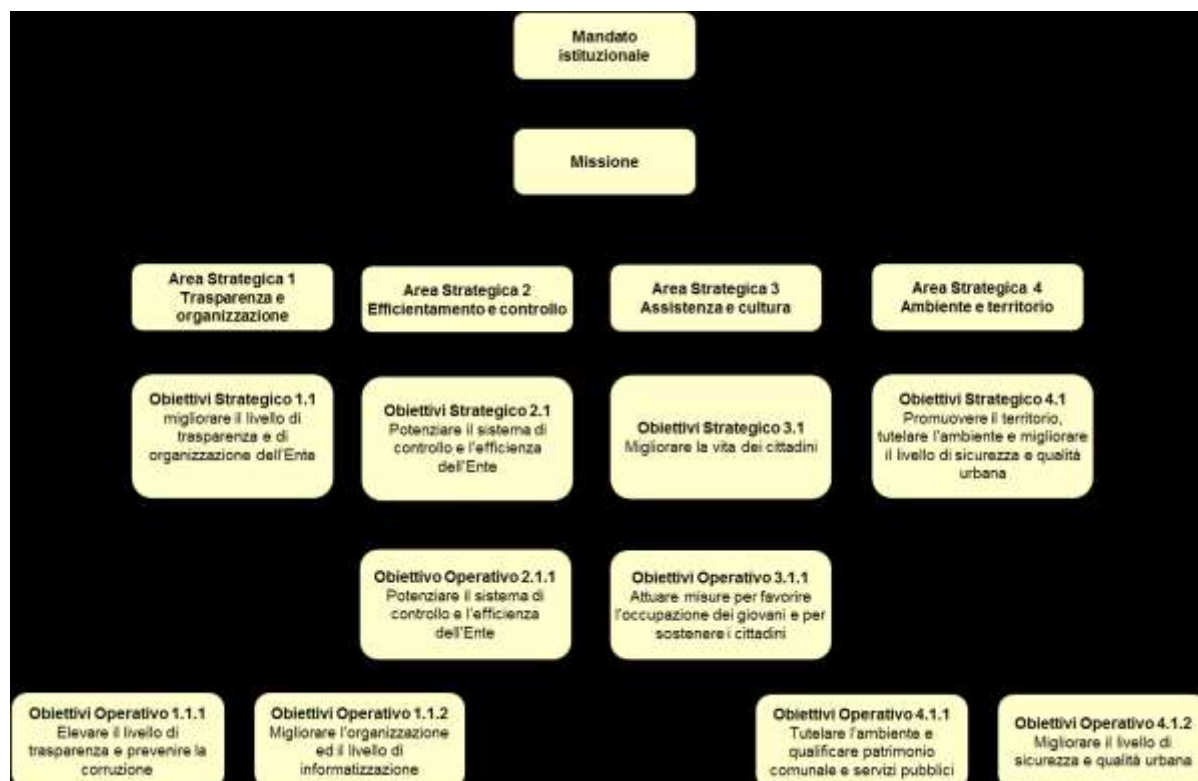 Mandato
istituzionale
Missione
Area Strategica 1
Trasparenza e
organizzazione
Area Strategica 2
Efficientamento e controllo
Area Strategica 3
Assistenza e cultura
Area Strategica 4
Ambiente e territorio
Obiettivi Strategico 1.1
migliorare il livello di
trasparenza e di
organizzazione dell'Ente
Obiettivi Strategico 2.1
Potenziare il sistema di
controllo e l'efficienza
dell'Ente
Obiettivi Strategico 3.1
Migliorare la vita dei cittadini
Obiettivi Strategico 4.1
Promuovere il territorio,
tutelare l'ambiente e migliorare
il livello di sicurezza e qualità
urbana
Obiettivo Operativo 2.1.1
Potenziare il sistema di
controllo e l'efficienza
dell'Ente
Obiettivi Operativo 3.1.1
Attuare misure per favorire
l'occupazione dei giovani e per
sostenere i cittadini
Obiettivi Operativo 1.1.1
Elevare il livello di
trasparenza e prevenire la
corruzione
Obiettivi Operativo 1.1.2
Migliorare l'organizzazione
ed il livello di
informatizzazione
Obiettivi Operativo 4.1.1
Tutelare l'ambiente e
qualificare patrimonio
comunale e servizi pubblici
Obiettivi Operativo 4.1.2
Migliorare il livello di
sicurezza e qualità urbana